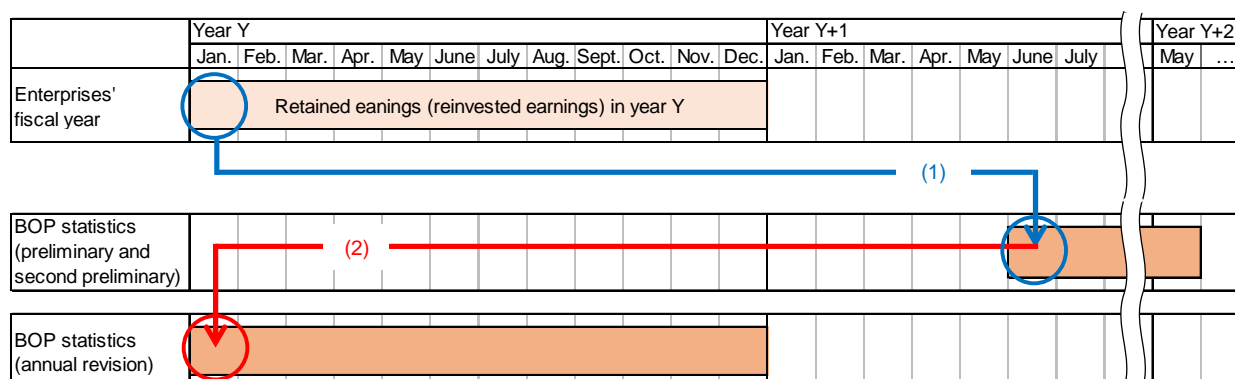 Year Y Year Y+1 Year Y+2
Jan. Feb. Mar. Apr. May June July Aug. Sept. Oct. Nov. Dec. Jan. Feb. Mar. Apr. May June July May ...
Enterprises'
fiscal year
Retained eanings (reinvested earnings) in year Y
(1)
BOP statistics
(preliminary and
second preliminary)
(2)
BOP statistics
(annual revision)